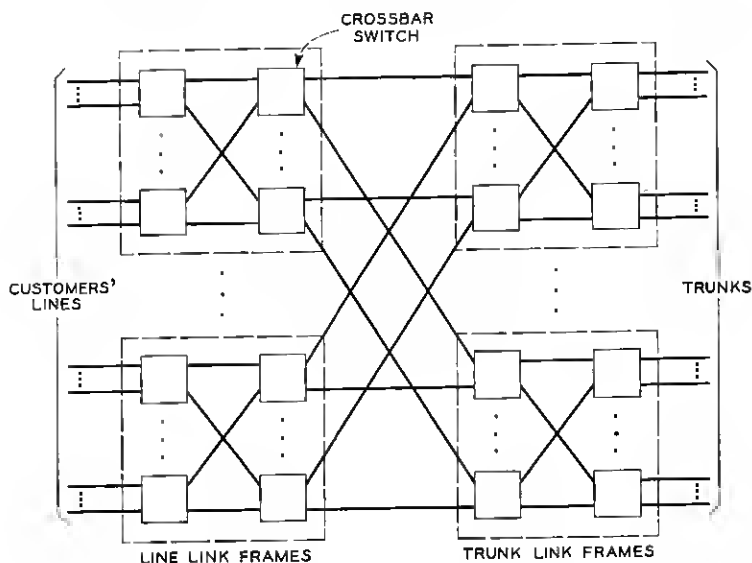 CROSSBAR
SWITCH
CUSTOMERS'
LINES
TRUNKS
LINE LINK FRAMES
TRUNK LINK FRAMES